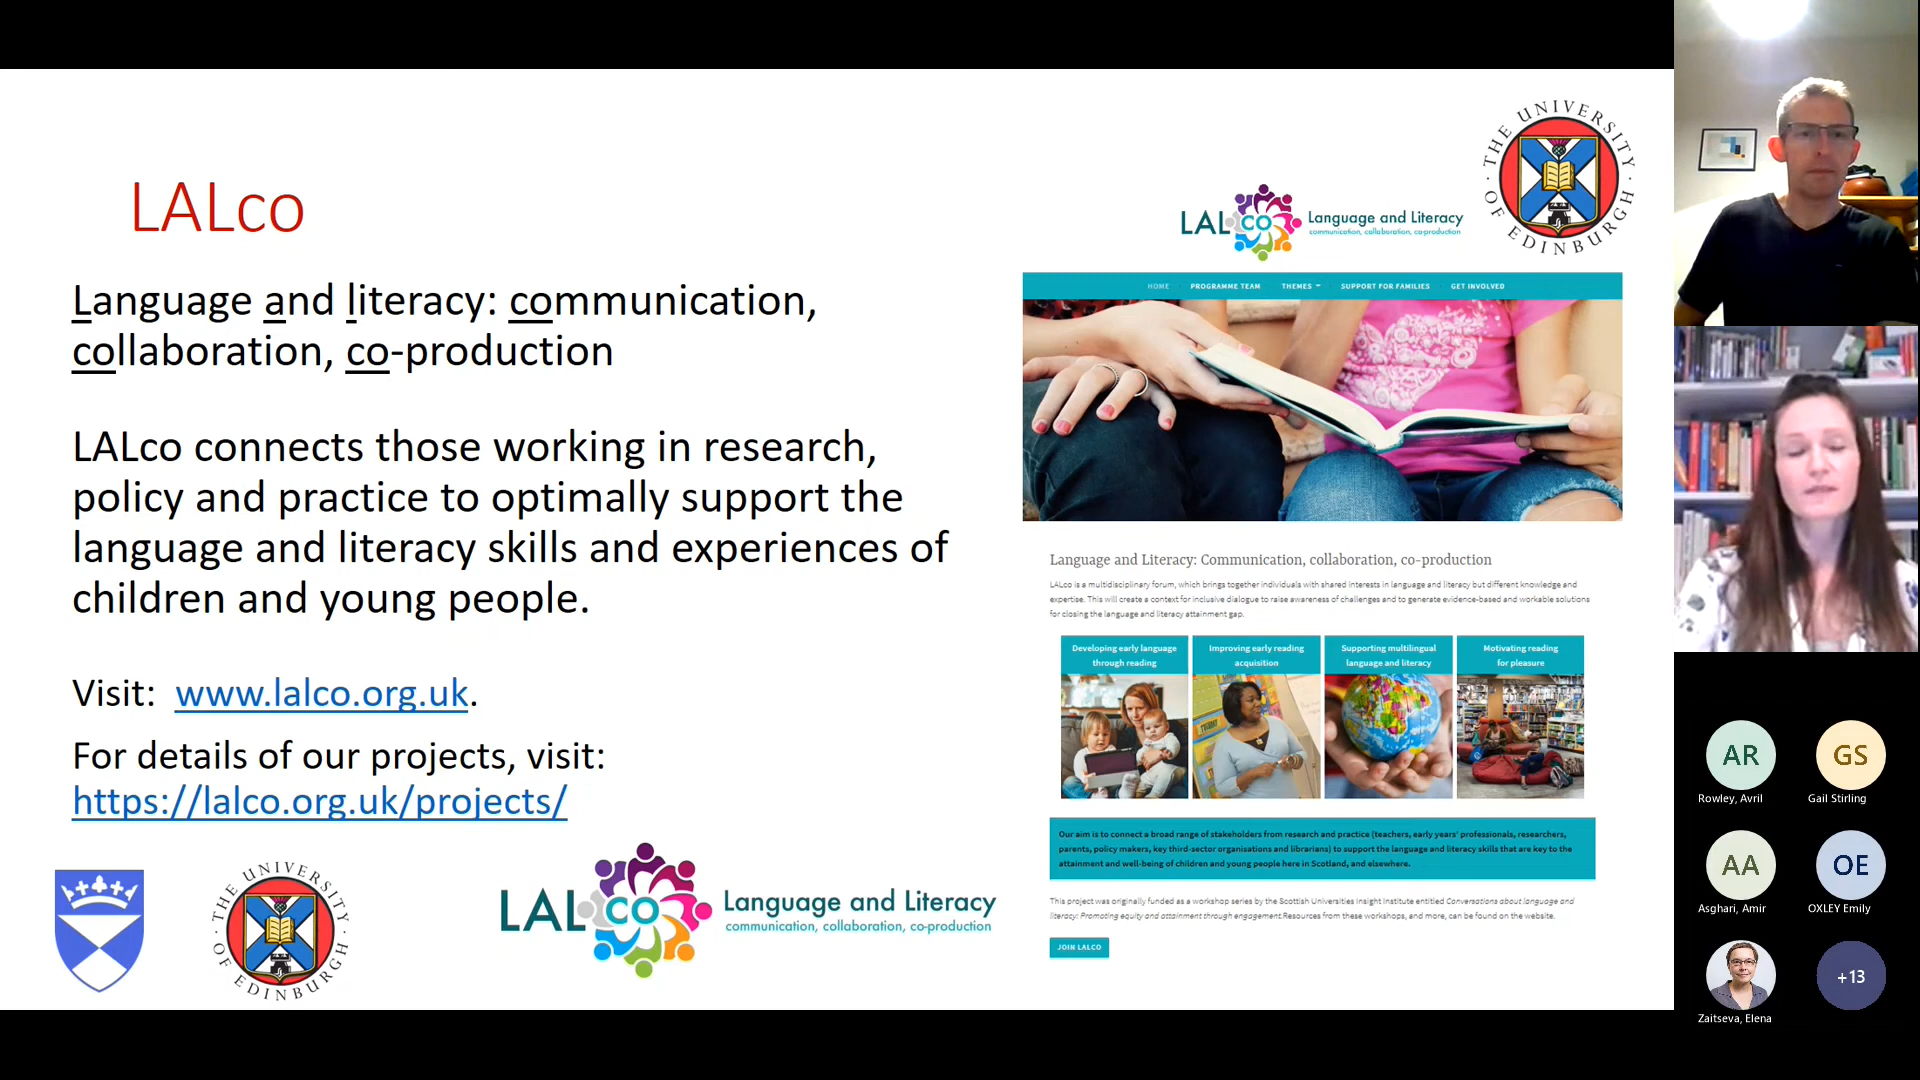 LALco
Language and literacy: communication,
collaboration, co-production
LALco connects those working in research,
policy and practice to optimally support the
language and literacy skills and experiences of
children and young people.
Visit: www.lalco.org.uk.
For details of our projects, visit:
https://lalco.org.uk/projects/
THE UNIVERSITY OF EDINBURGH
LALco Language and Literacy
communication, collaboration, co-production
LALco Language and Literacy
communication, collaboration, co-production
THE UNIVERSITY OF EDINBURGH
HOME PROGRAMME TEAM THEMES SUPPORT FOR FAMILIES GET INVOLVED
Language and Literacy: Communication, collaboration, co-production
LALco is a multidisciplinary forum, which brings together individuals with shared interests in language and literacy but different knowledge and
expertise. This will create a context for inclusive dialogue to raise awareness of challenges and to generate evidence-based and workable solutions
for closing the language and literacy attainment gap.
Developing early language
through reading
Improving early reading
acquisition
Supporting multilingual
language and literacy
Motivating reading
for pleasure
Our aim is to connect a broad range of stakeholders from research and practice (teachers, early years' professionals, researchers,
parents, policy makers, key third-sector organisations and librarians) to support the language and literacy skills that are key to the
attainment and well-being of children and young people here in Scotland, and elsewhere.
This project was originally funded as a workshop series by the Scottish Universities Insight Institute entitled Conversations about language and
literacy: Promoting equity and attainment through engagement.Resources from these workshops, and more, can be found on the website.
JOIN LALCO
AR
Rowley, Avril
GS
Gail Stirling
AA
Asghari, Amir
OE
OXLEY Emily
Zaitseva, Elena
+13